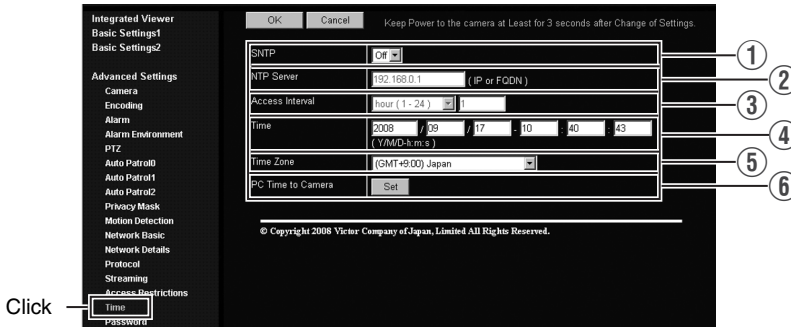 Integrated Viewer
Basic Settings1
Basic Settings2
Advanced Settings
Camera
Encoding
Alarm
Alarm Environment
PTZ
Auto Patrol0
Auto Patrol1
Auto Patrol2
Privacy Mask
Motion Detection
Network Basic
Network Details
Protocol
Streaming
Access Restrictions
Time
Password
Click
OK Cancel Keep Power to the camera at Least for 3 seconds after Change of Settings.
SNTP Off ①
NTP Server 192.168.0.1 ( IP or FQDN ) ②
Access Interval hour ( 1 - 24 ) 1 ③
Time 2008 / 09 / 17 - 10 : 40 : 43 ④
( Y/M/D-h:m:s )
Time Zone (GMT+9:00) Japan ⑤
PC Time to Camera Set ⑥
© Copyright 2008 Victor Company of Japan, Limited All Rights Reserved.